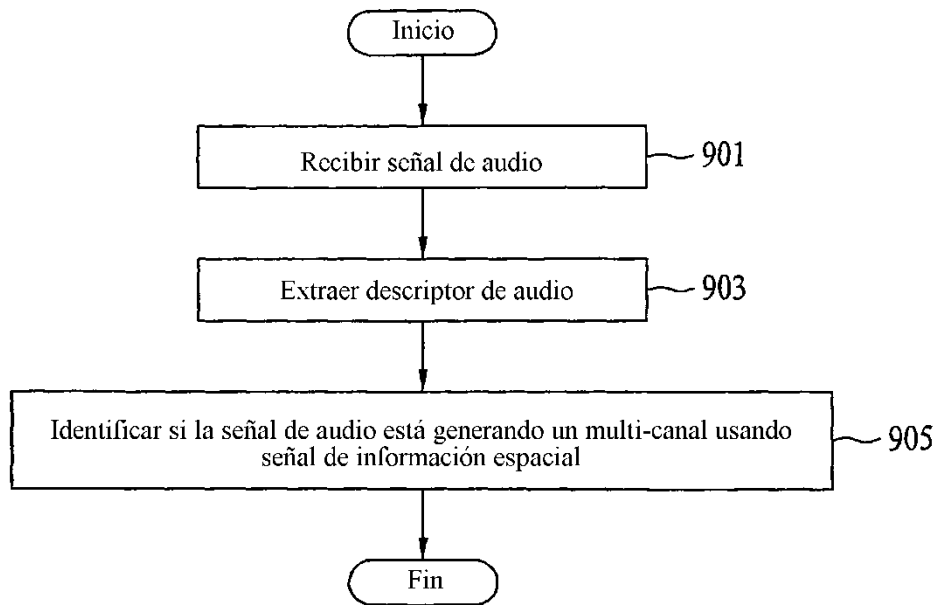 Inicio
Recibir señal de audio
901
Extraer descriptor de audio
903
Identificar si la señal de audio está generando un multi-canal usando
señal de información espacial
905
Fin